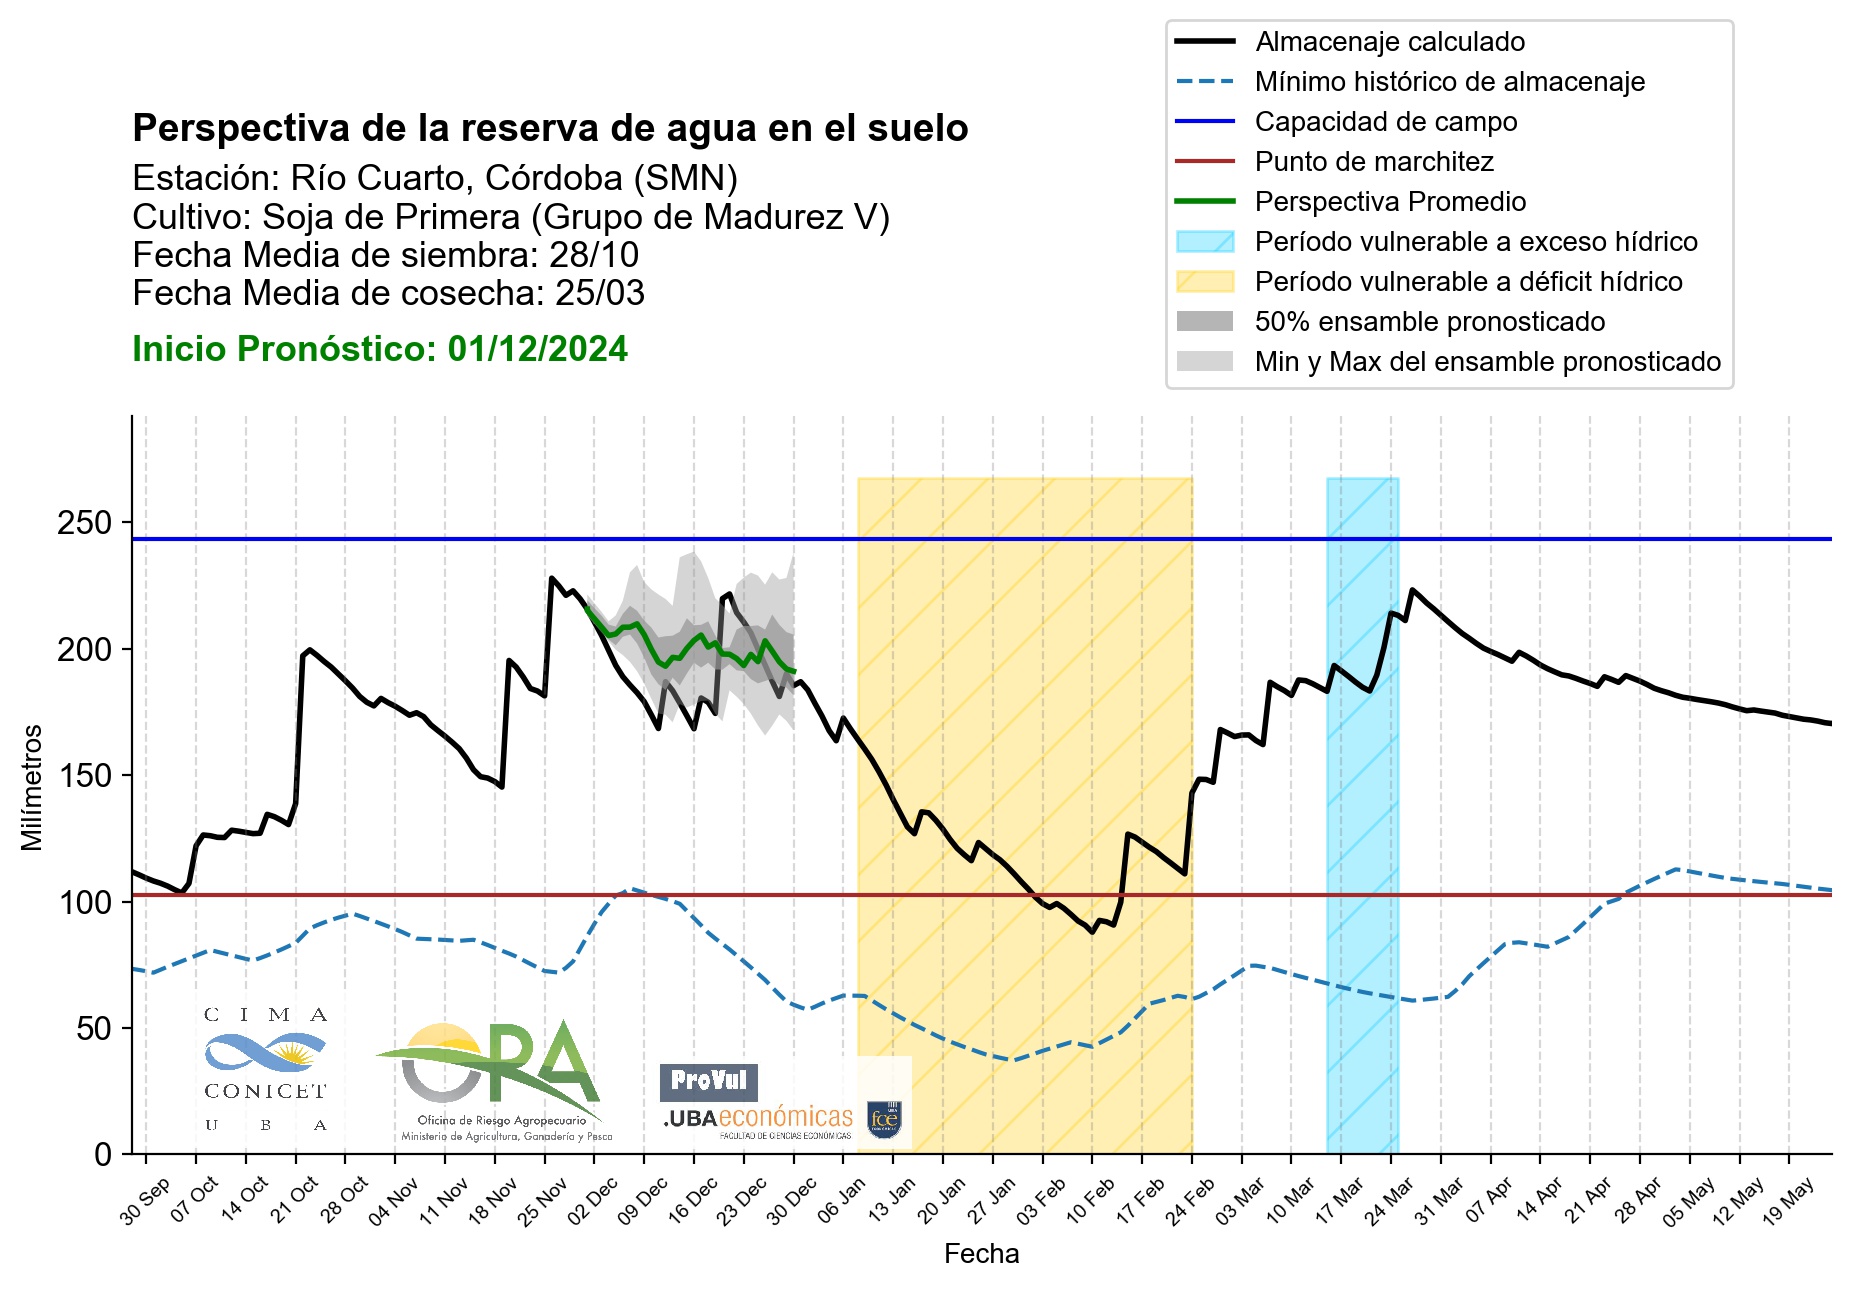 Almacenaje calculado
Mínimo histórico de almacenaje
Capacidad de campo
Punto de marchitez
Perspectiva Promedio
Período vulnerable a exceso hídrico
Período vulnerable a déficit hídrico
50% ensamble pronosticado
Min y Max del ensamble pronosticado
Perspectiva de la reserva de agua en el suelo
Estación: Río Cuarto, Córdoba (SMN)
Cultivo: Soja de Primera (Grupo de Madurez V)
Fecha Media de siembra: 28/10
Fecha Media de cosecha: 25/03
Inicio Pronóstico: 01/12/2024
Milímetros
250
200
150
100
50
0
CIMA
CONICET
UBA
ORA
Oficina de Riesgo Agropecuario
Ministerio de Agricultura, Ganadería y Pesca
ProVul
.UBAeconómicas
FACULTAD DE CIENCIAS ECONÓMICAS
fce
30 Sep 07 Oct 14 Oct 21 Oct 28 Oct 04 Nov 11 Nov 18 Nov 25 Nov 02 Dec 09 Dec 16 Dec 23 Dec 30 Dec 06 Jan 13 Jan 20 Jan 27 Jan 03 Feb 10 Feb 17 Feb 24 Feb 03 Mar 10 Mar 17 Mar 24 Mar 31 Mar 07 Apr 14 Apr 21 Apr 28 Apr 05 May 12 May 19 May
Fecha